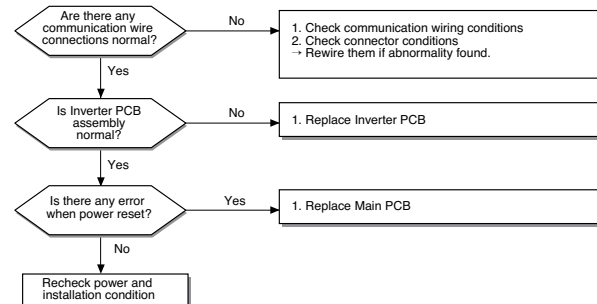 Are there any
communication wire
connections normal?
No
1. Check communication wiring conditions
2. Check connector conditions
→ Rewire them if abnormality found.
Yes
Is Inverter PCB
assembly
normal?
No
1. Replace Inverter PCB
Yes
Is there any error
when power reset?
Yes
1. Replace Main PCB
No
Recheck power and
installation condition